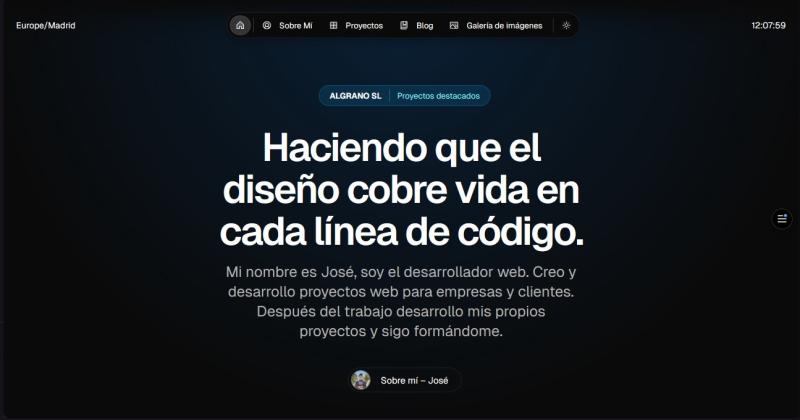 Europe/Madrid
Sobre Mí
Proyectos
Blog
Galería de imágenes
12:07:59
ALGRANO SL
Proyectos destacados
Haciendo que el
diseño cobre vida en
cada línea de código.
Mi nombre es José, soy el desarrollador web. Creo y
desarrollo proyectos web para empresas y clientes.
Después del trabajo desarrollo mis propios
proyectos y sigo formándome.
Sobre mí – José